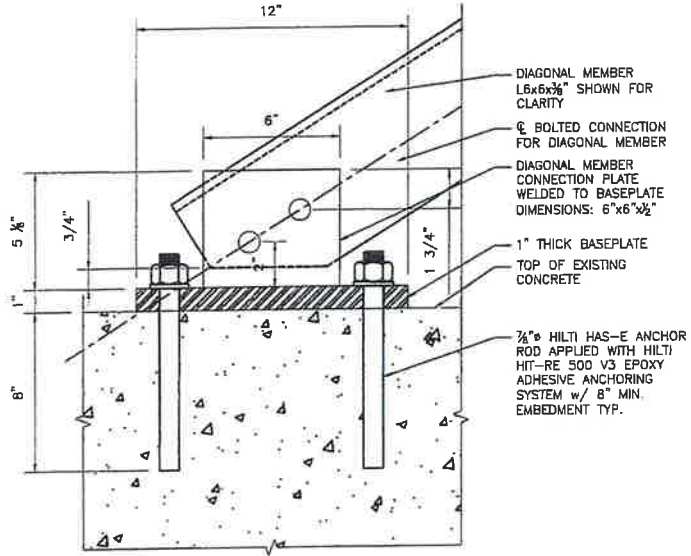 12"
6"
5 ⅛"
3/4"
1"
8"
2"
1 3/4"
DIAGONAL MEMBER
L6x6x⅜" SHOWN FOR
CLARITY
℄ BOLTED CONNECTION
FOR DIAGONAL MEMBER
DIAGONAL MEMBER
CONNECTION PLATE
WELDED TO BASEPLATE
DIMENSIONS: 6"x6"x½"
1" THICK BASEPLATE
TOP OF EXISTING
CONCRETE
⅞"ø HILTI HAS-E ANCHOR
ROD APPLIED WITH HILTI
HIT-RE 500 V3 EPOXY
ADHESIVE ANCHORING
SYSTEM w/ 8" MIN.
EMBEDMENT TYP.